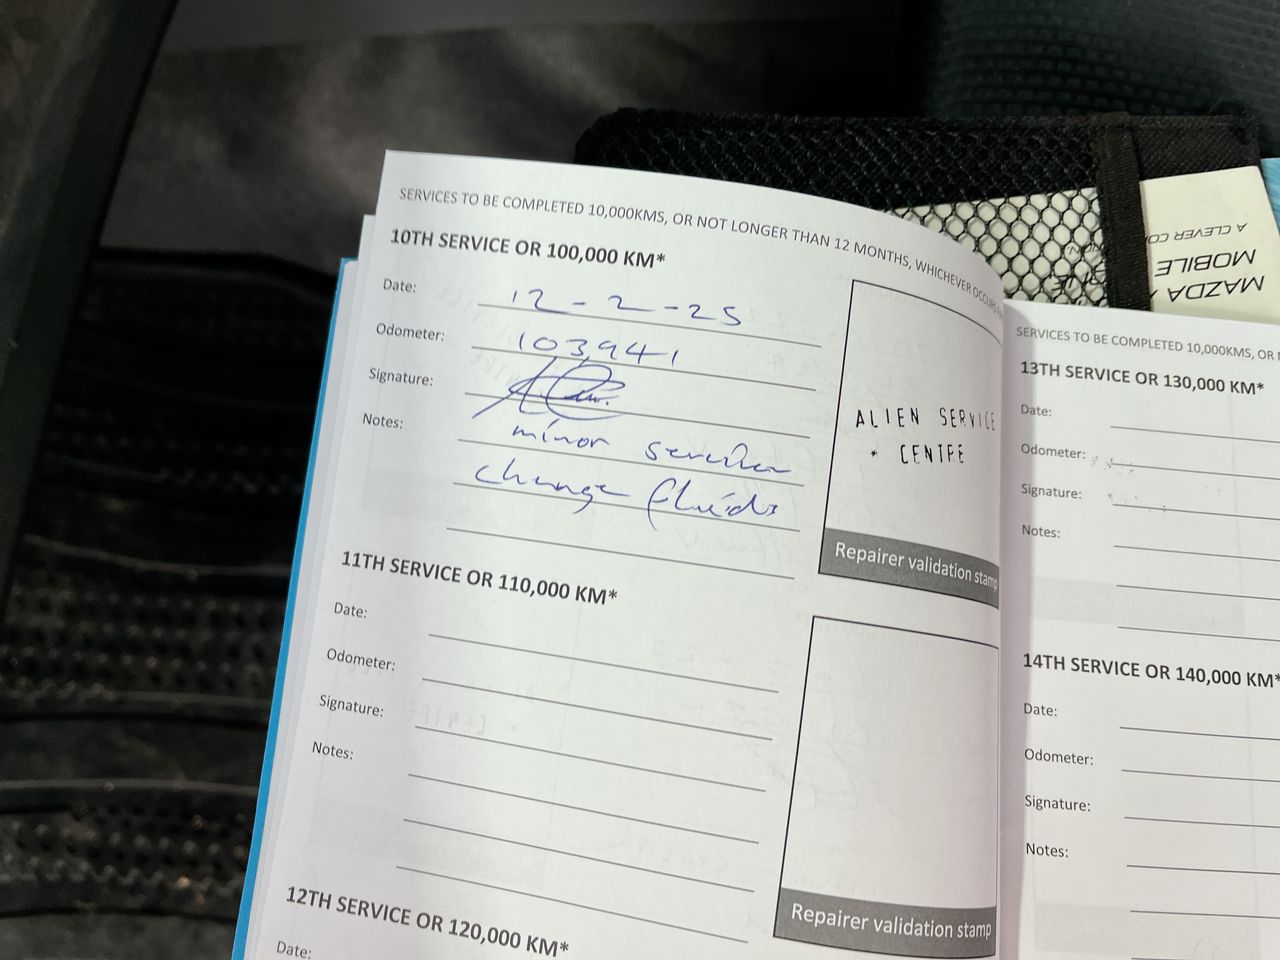 SERVICES TO BE COMPLETED 10,000KMS, OR NOT LONGER THAN 12 MONTHS, WHICHEVER OCCURS
10TH SERVICE OR 100,000 KM*
Date: 12-2-25
Odometer: 103941
Signature:
Notes: minor service
change fluids
ALIEN SERVICE
* CENTRE
Repairer validation stamp
11TH SERVICE OR 110,000 KM*
Date:
Odometer:
Signature:
Notes:
Repairer validation stamp
12TH SERVICE OR 120,000 KM*
Date:
SERVICES TO BE COMPLETED 10,000KMS, OR
13TH SERVICE OR 130,000 KM*
Date:
Odometer:
Signature:
Notes:
14TH SERVICE OR 140,000 KM*
Date:
Odometer:
Signature:
Notes:
MAZDA
MOBILE
A CLEVER